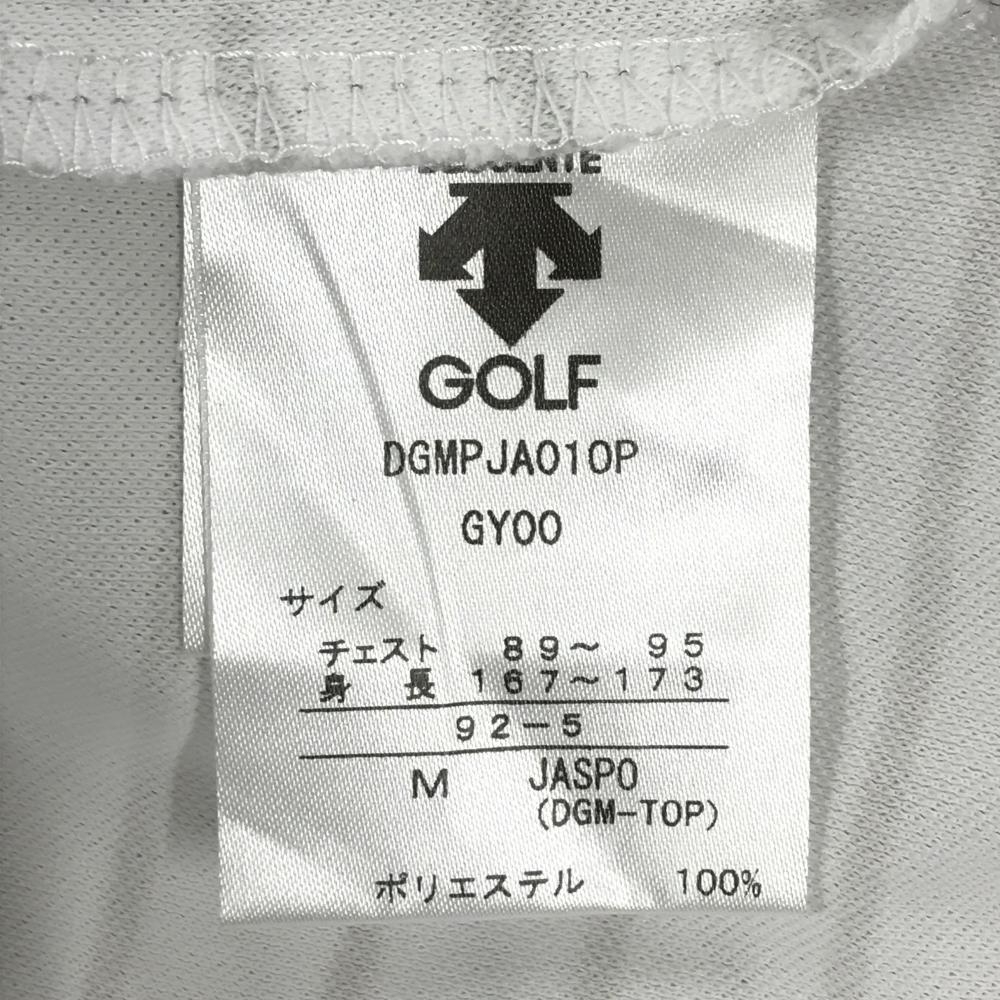 DESCENTE
GOLF
DGMPJA010P
GY00
サイズ
チェスト 89～ 95
身 長 167～173
92-5
M JASPO
(DGM-TOP)
ポリエステル 100%